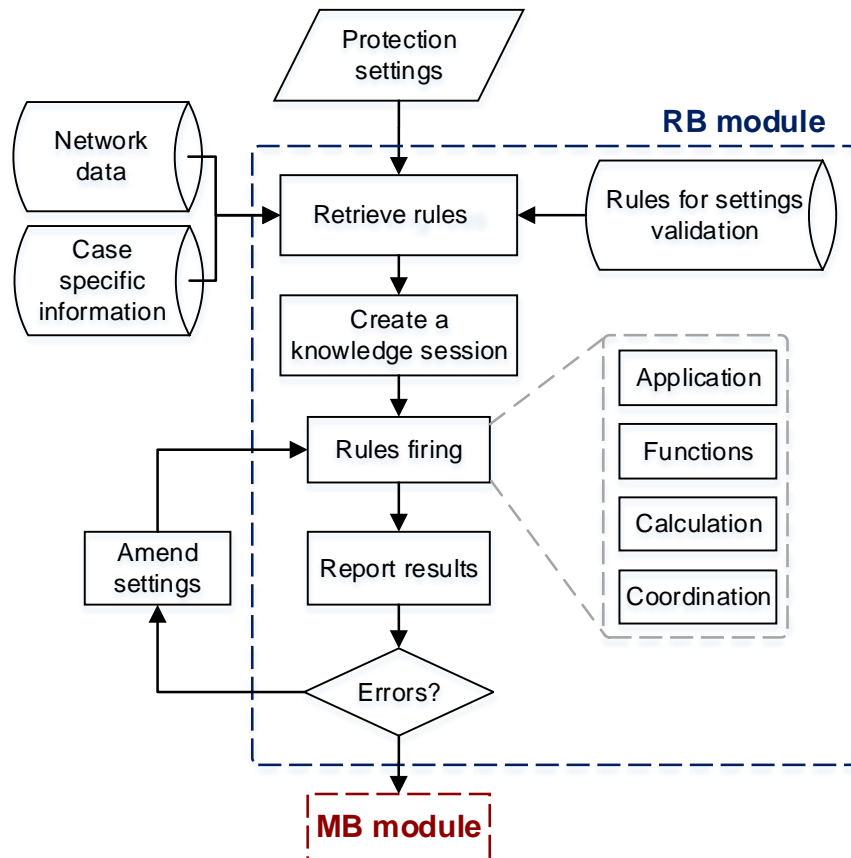 Protection
settings
RB module
Network
data
Retrieve rules
Rules for settings
validation
Case
specific
information
Create a
knowledge session
Application
Rules firing
Functions
Calculation
Amend
settings
Report results
Coordination
Errors?
MB module